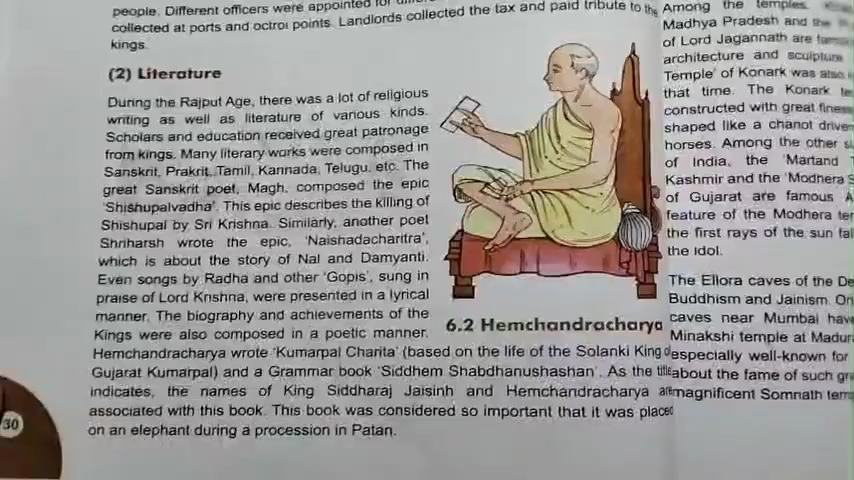 people. Different officers were appointed for
collected at ports and octroi points. Landlords collected the tax and paid tribute to the
kings.
(2) Literature
During the Rajput Age, there was a lot of religious
writing as well as literature of various kinds.
Scholars and education received great patronage
from kings. Many literary works were composed in
Sanskrit, Prakrit, Tamil, Kannada, Telugu, etc. The
great Sanskrit poet, Magh, composed the epic
'Shishupalvadha'. This epic describes the killing of
Shishupal by Sri Krishna. Similarly, another poet
Shriharsh wrote the epic, 'Naishadacharitra',
which is about the story of Nal and Damyanti.
Even songs by Radha and other 'Gopis', sung in
praise of Lord Krishna, were presented in a lyrical
manner. The biography and achievements of the
Kings were also composed in a poetic manner.
Hemchandracharya wrote 'Kumarpal Charita' (based on the life of the Solanki King of
Gujarat Kumarpal) and a Grammar book 'Siddhem Shabdhanushashan'. As the title
indicates, the names of King Siddharaj Jaisinh and Hemchandracharya are
associated with this book. This book was considered so important that it was placed
on an elephant during a procession in Patan.
6.2 Hemchandracharya
30
Among the temples,
Madhya Pradesh and the
of Lord Jagannath are
architecture and sculpture
Temple' of Konark was also
that time. The Konark
constructed with great
shaped like a chariot
horses. Among the other
of India, the 'Martand
Kashmir and the 'Modhera
of Gujarat are famous
feature of the Modhera
the first rays of the sun
the idol.
The Ellora caves of the
Buddhism and Jainism.
caves near Mumbai
Minakshi temple at
especially well-known for
about the fame of such
magnificent Somnath